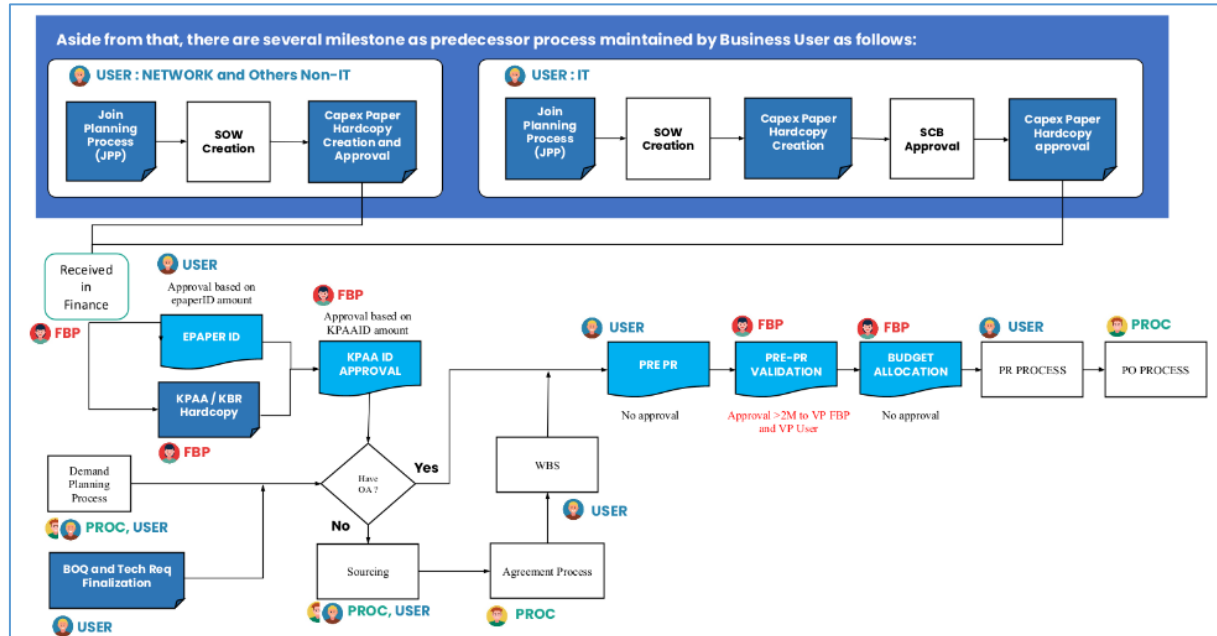 Aside from that, there are several milestone as predecessor process maintained by Business User as follows:
USER : NETWORK and Others Non-IT
Join
Planning
Process
(JPP)
SOW
Creation
Capex Paper
Hardcopy
Creation and
Approval
USER : IT
Join
Planning
Process
(JPP)
SOW
Creation
Capex Paper
Hardcopy
Creation
SCB
Approval
Capex Paper
Hardcopy
approval
Received
in
Finance
FBP
USER
Approval based on
epaperID amount
EPAPER ID
KPAA / KBR
Hardcopy
FBP
FBP
Approval based on
KPAAID amount
KPAA ID
APPROVAL
USER
PRE PR
No approval
FBP
PRE-PR
VALIDATION
Approval >2M to VP FBP
and VP User
FBP
BUDGET
ALLOCATION
No approval
USER
PR PROCESS
PROC
PO PROCESS
Demand
Planning
Process
PROC, USER
BOQ and Tech Req
Finalization
USER
Have
OA ?
Yes
No
Sourcing
PROC, USER
Agreement Process
PROC
WBS
USER